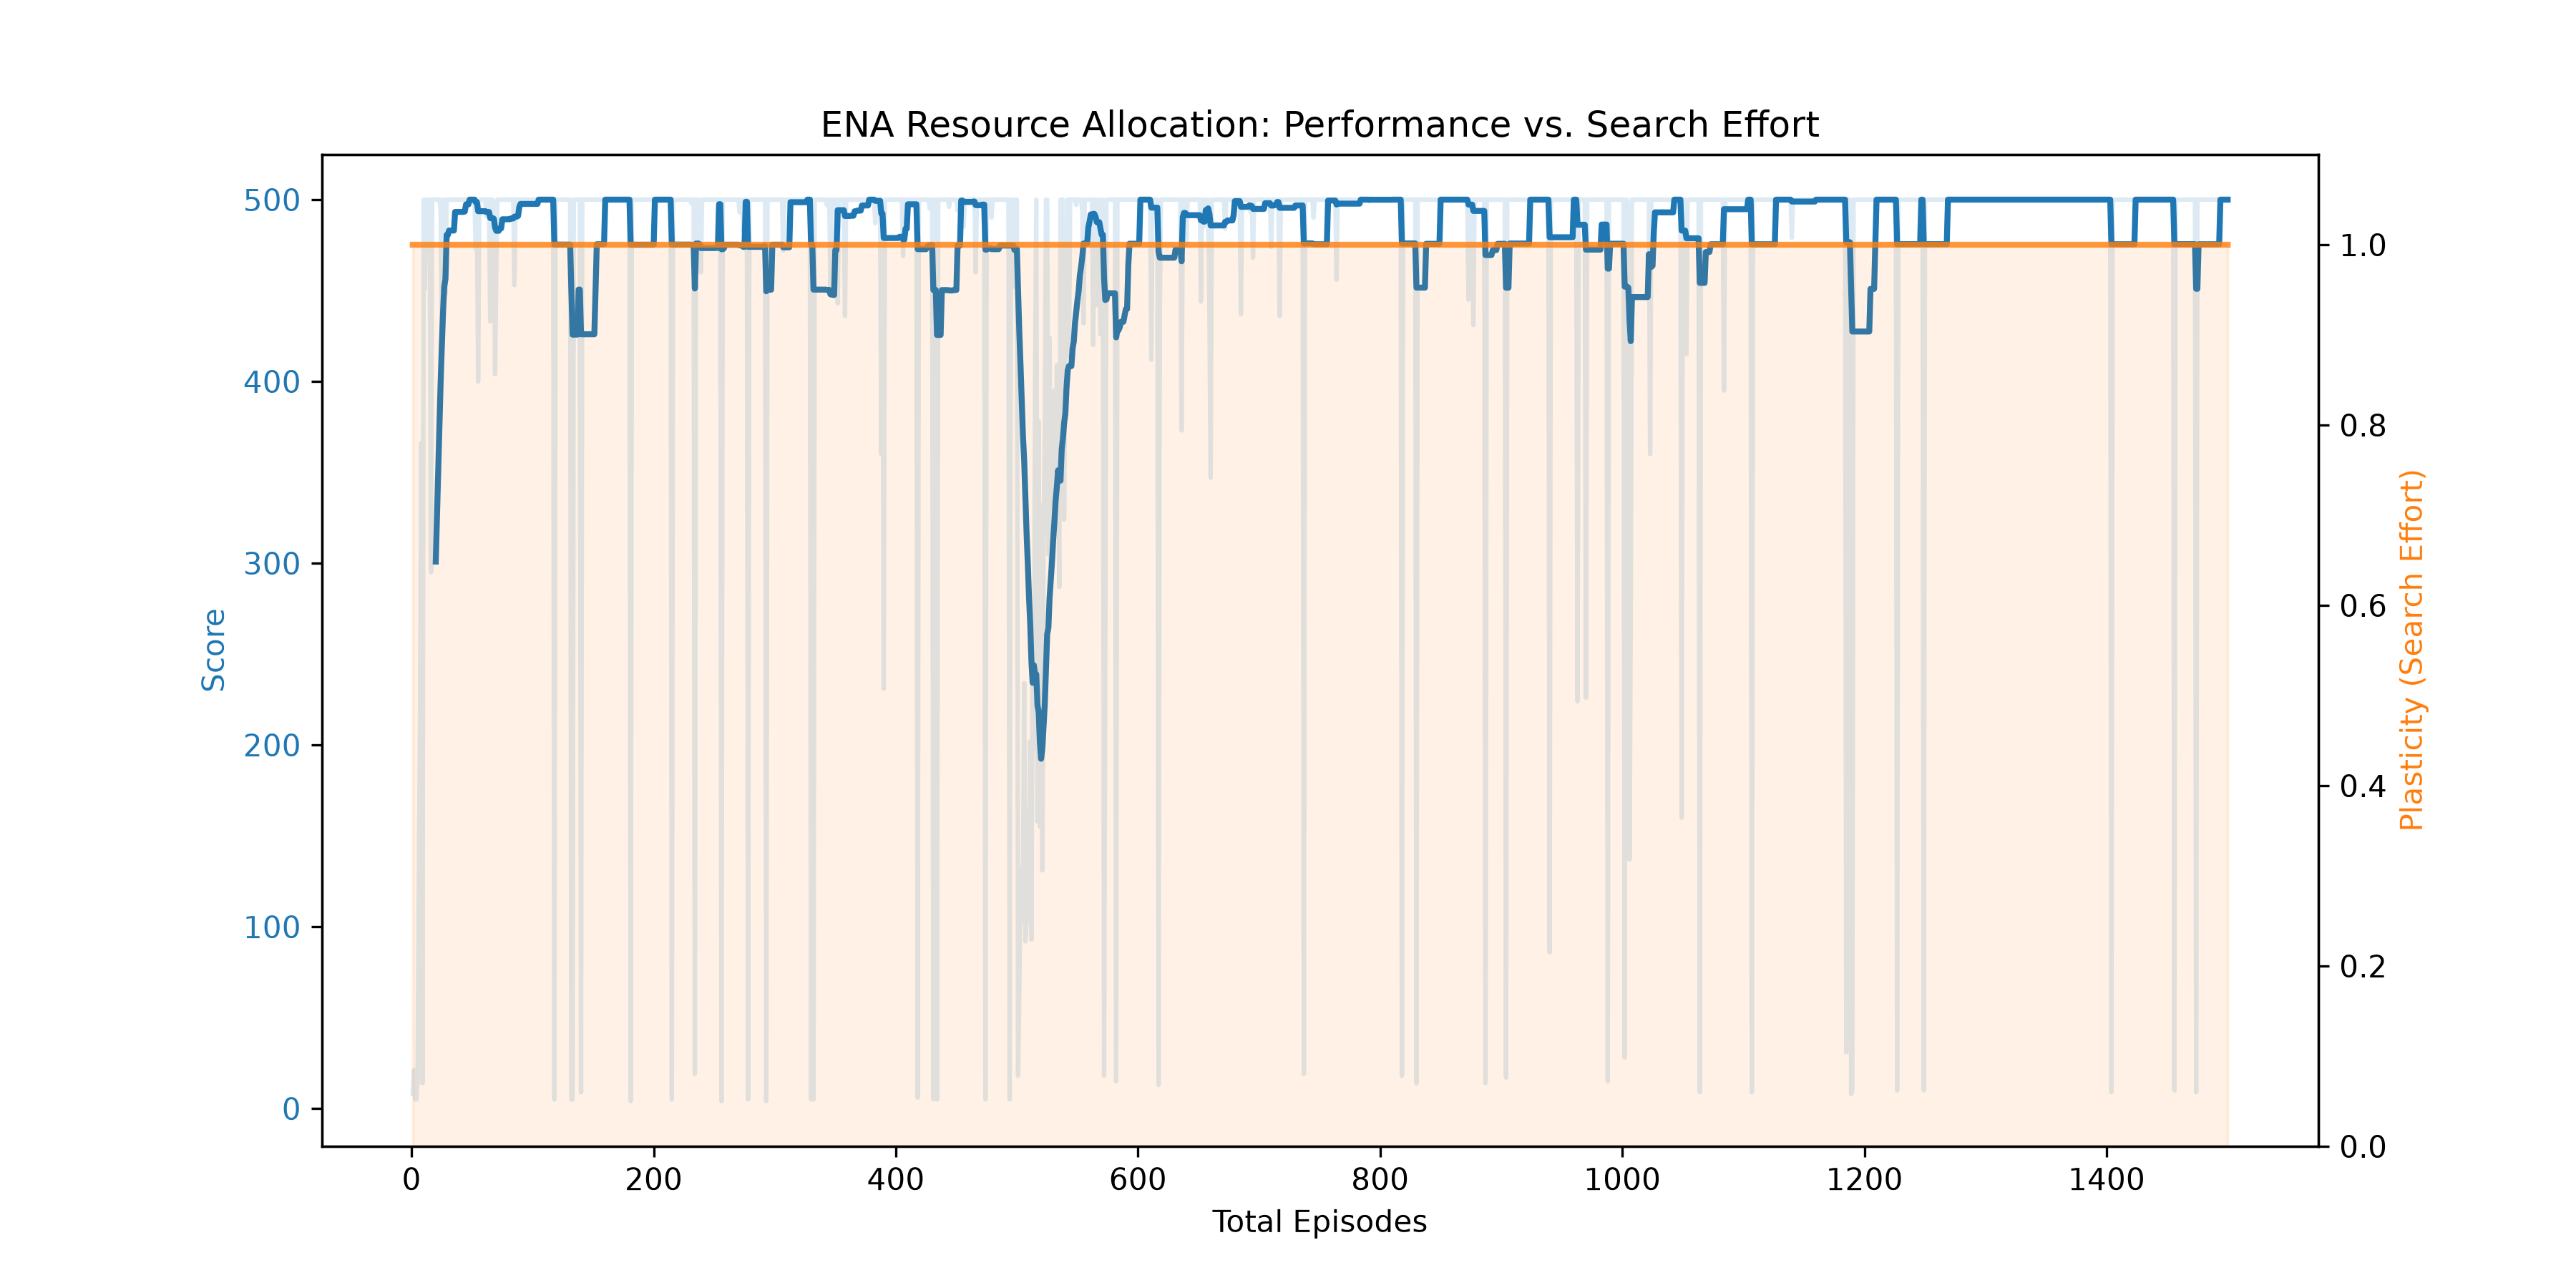 ENA Resource Allocation: Performance vs. Search Effort
500
400
300
200
100
0
Score
1.0
0.8
0.6
0.4
0.2
0.0
Plasticity (Search Effort)
0 200 400 600 800 1000 1200 1400
Total Episodes